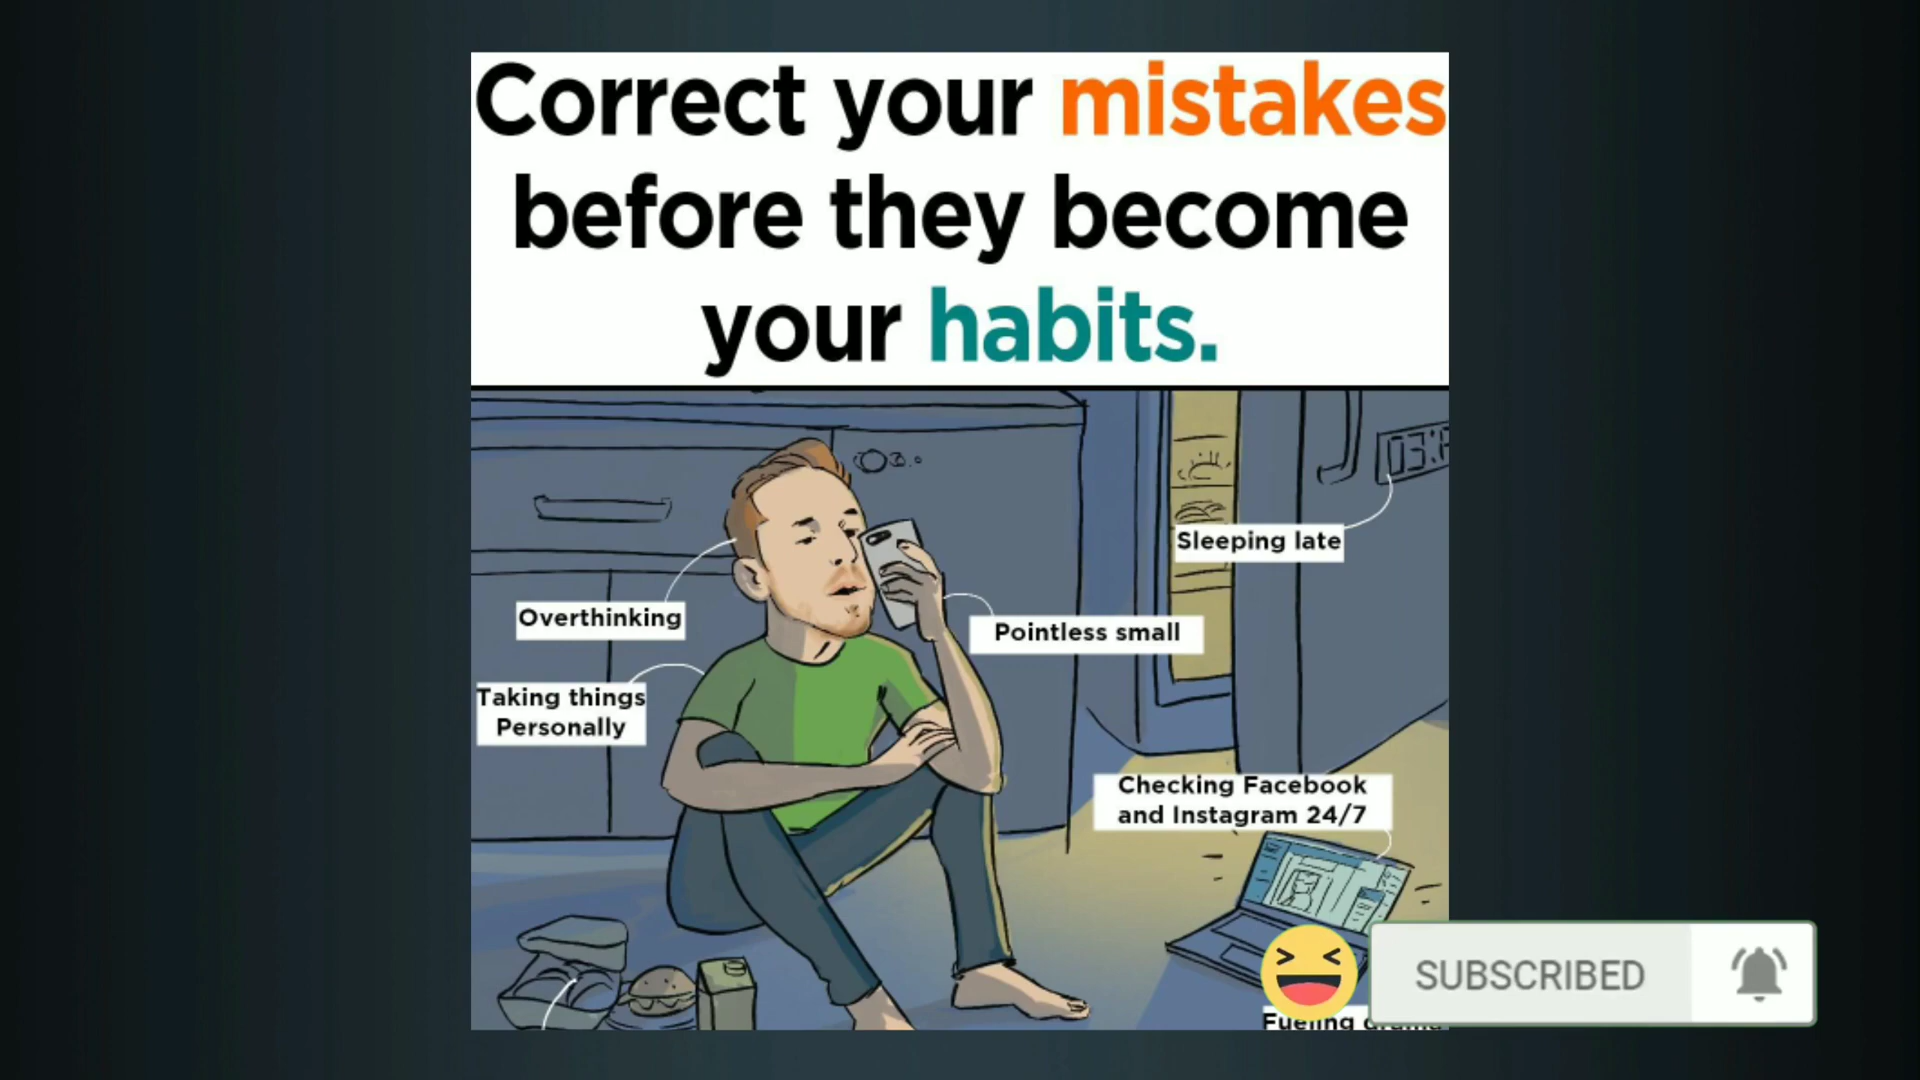 Correct your mistakes
before they become
your habits.
Sleeping late
Overthinking
Pointless small
Taking things
Personally
Checking Facebook
and Instagram 24/7
SUBSCRIBED
Fueling